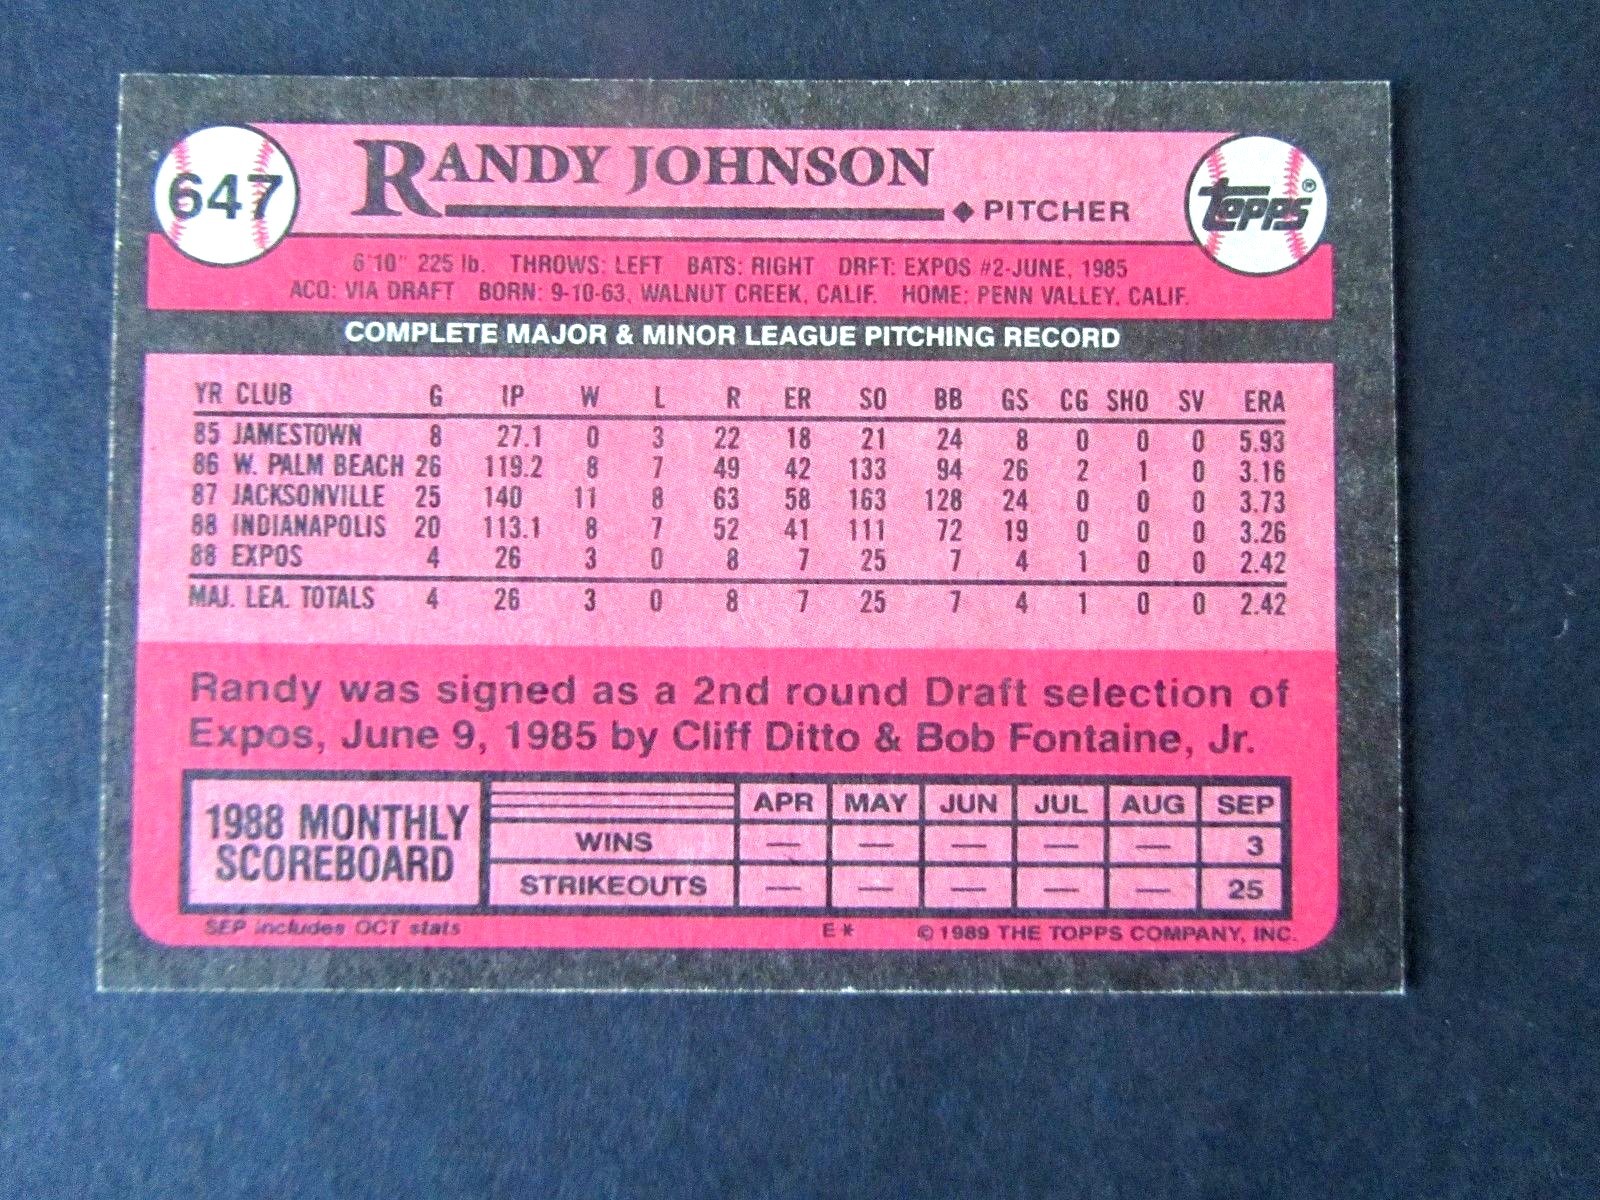 647
RANDY JOHNSON
◆ PITCHER
topps®
6'10" 225 lb. THROWS: LEFT BATS: RIGHT DRFT: EXPOS #2-JUNE, 1985
ACQ: VIA DRAFT BORN: 9-10-63, WALNUT CREEK, CALIF. HOME: PENN VALLEY, CALIF.
COMPLETE MAJOR & MINOR LEAGUE PITCHING RECORD
YR CLUB G IP W L R ER SO BB GS CG SHO SV ERA
85 JAMESTOWN 8 27.1 0 3 22 18 21 24 8 0 0 0 5.93
86 W. PALM BEACH 26 119.2 8 7 49 42 133 94 26 2 1 0 3.16
87 JACKSONVILLE 25 140 11 8 63 58 163 128 24 0 0 0 3.73
88 INDIANAPOLIS 20 113.1 8 7 52 41 111 72 19 0 0 0 3.26
88 EXPOS 4 26 3 0 8 7 25 7 4 1 0 0 2.42
MAJ. LEA. TOTALS 4 26 3 0 8 7 25 7 4 1 0 0 2.42
Randy was signed as a 2nd round Draft selection of
Expos, June 9, 1985 by Cliff Ditto & Bob Fontaine, Jr.
1988 MONTHLY
SCOREBOARD
APR MAY JUN JUL AUG SEP
WINS — — — — — 3
STRIKEOUTS — — — — — 25
SEP includes OCT stats
E*
© 1989 THE TOPPS COMPANY, INC.